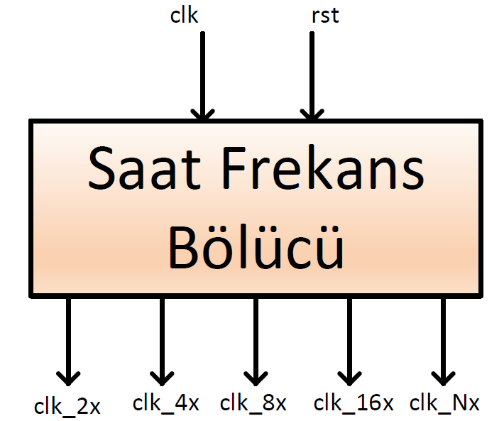 clk rst
Saat Frekans
Bölücü
clk_2x clk_4x clk_8x clk_16x clk_Nx